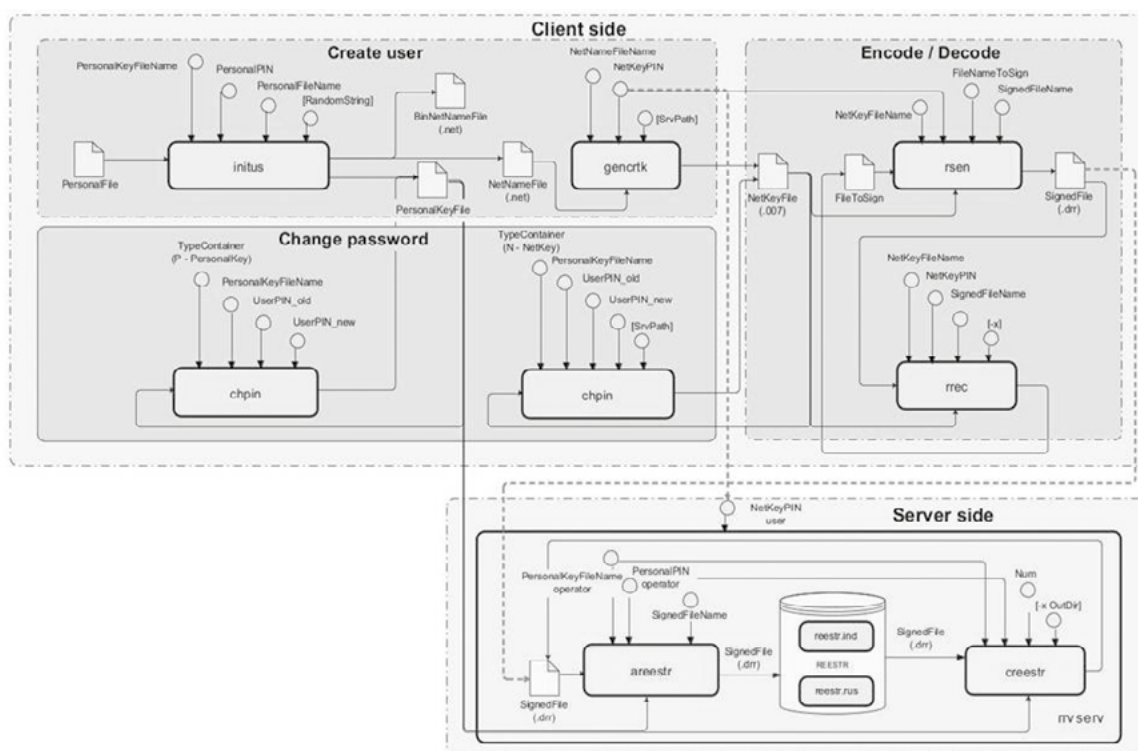 Client side
Create user
PersonalKeyFileName
PersonalPIN
PersonalFileName
[RandomString]
PersonalFile
initus
BinNetNameFile
(.net)
PersonalKeyFile
NetNameFile
(.net)
NetNameFileName
NetKeyPIN
[SrvPath]
gencrtk
NetKeyFile
(.007)
Encode / Decode
FileNameToSign
SignedFileName
NetKeyFileName
FileToSign
rsen
SignedFile
(.drr)
NetKeyFileName
NetKeyPIN
SignedFileName
[-x]
rrec
Change password
TypeContainer
(P - PersonalKey)
PersonalKeyFileName
UserPIN_old
UserPIN_new
chpin
TypeContainer
(N - NetKey)
PersonalKeyFileName
UserPIN_old
UserPIN_new
[SrvPath]
chpin
Server side
NetKeyPIN
user
PersonalKeyFileName
operator
PersonalPIN
operator
SignedFileName
SignedFile
(.drr)
areestr
SignedFile
(.drr)
reestr.ind
REESTR
reestr.rus
SignedFile
(.drr)
Num
[-x OutDir]
creestr
rrv serv